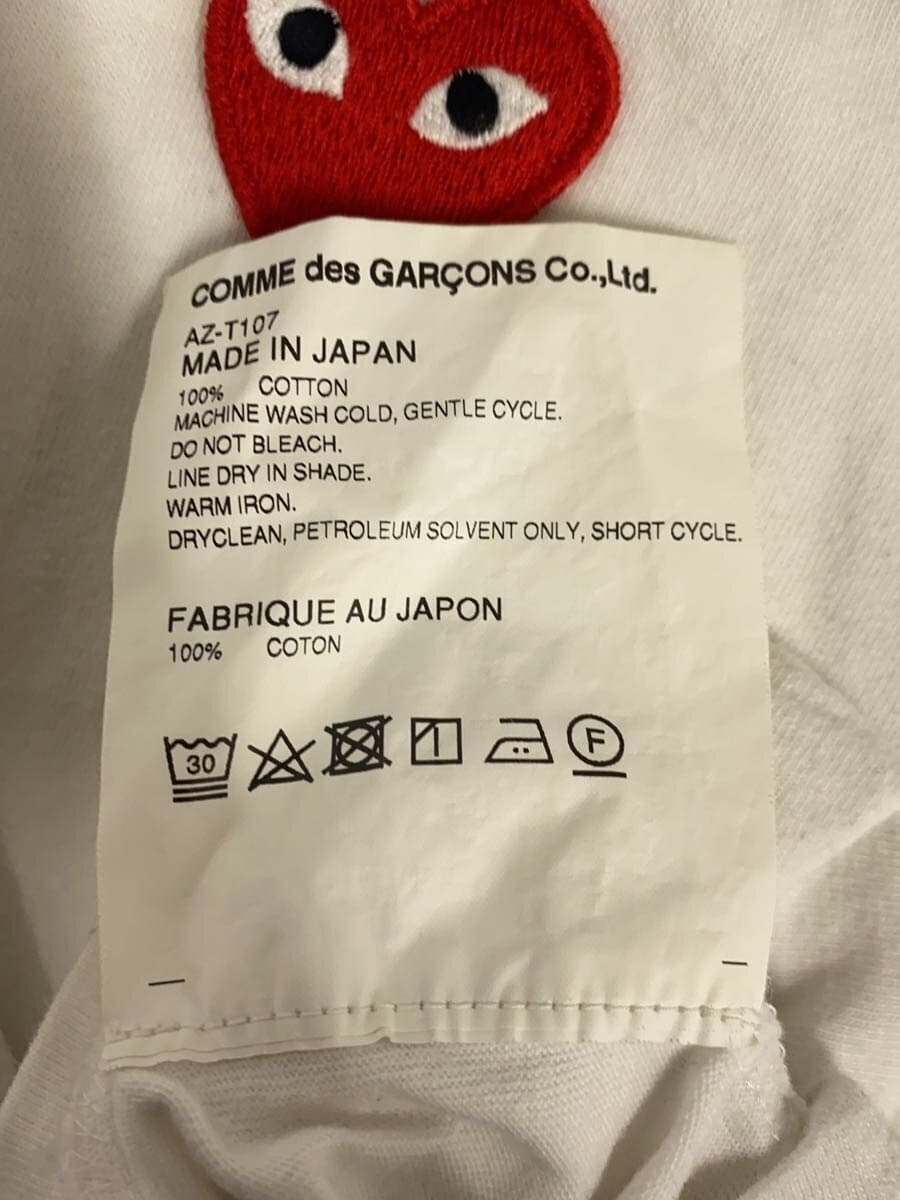 COMME des GARÇONS Co.,Ltd.
AZ-T107
MADE IN JAPAN
100% COTTON
MACHINE WASH COLD, GENTLE CYCLE.
DO NOT BLEACH.
LINE DRY IN SHADE.
WARM IRON.
DRYCLEAN, PETROLEUM SOLVENT ONLY, SHORT CYCLE.
FABRIQUE AU JAPON
100% COTON
30 F